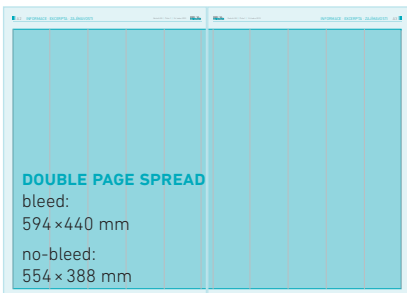 DOUBLE PAGE SPREAD
bleed:
594×440 mm
no-bleed:
554×388 mm